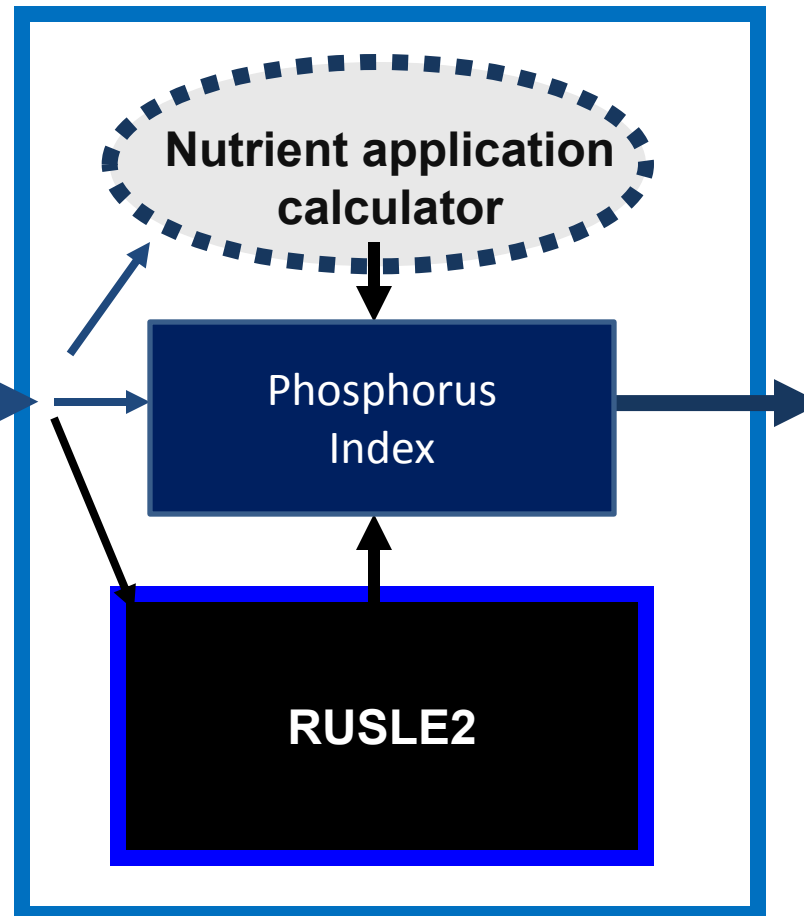 Nutrient application
calculator
Phosphorus
Index
RUSLE2